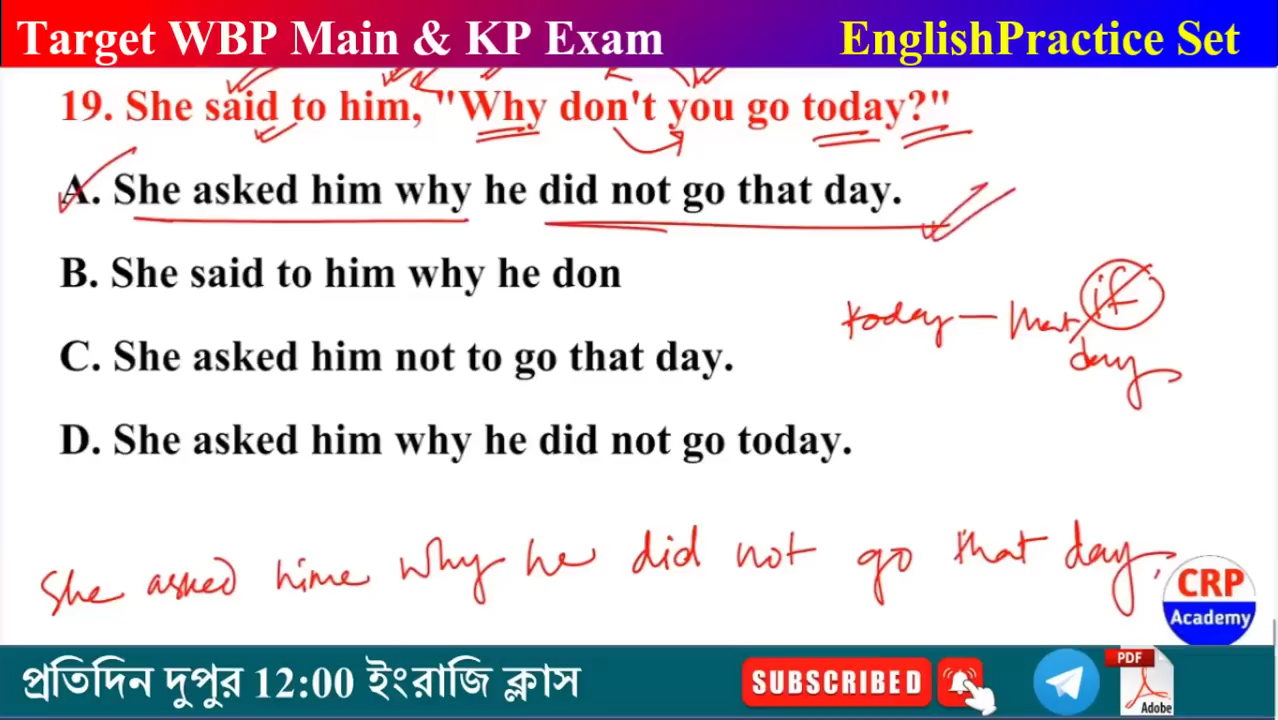 Target WBP Main & KP Exam
EnglishPractice Set
19. She said to him, "Why don't you go today?"
A. She asked him why he did not go that day.
B. She said to him why he don
C. She asked him not to go that day.
D. She asked him why he did not go today.
today — that if
day
She asked hime why he did not go that day.
CRP
Academy
প্রতিদিন দুপুর 12:00 ইংরাজি ক্লাস
SUBSCRIBED
PDF
Adobe